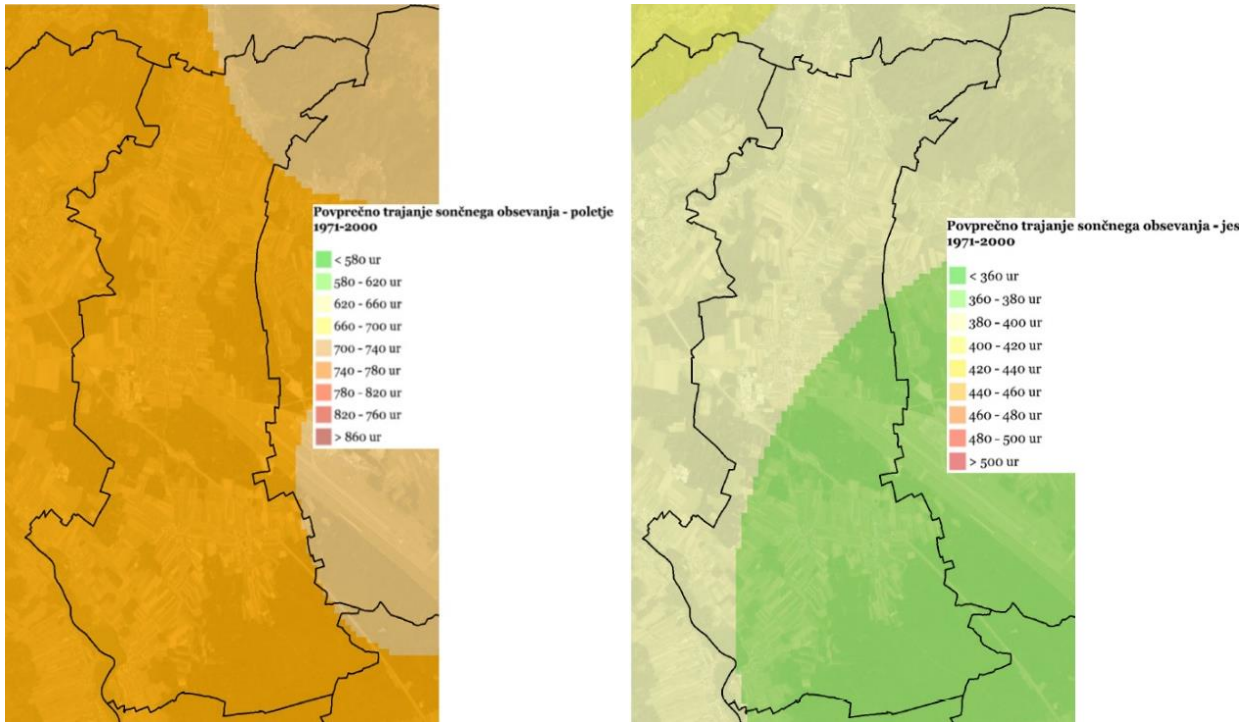 Povprečno trajanje sončnega obsevanja - poletje
1971-2000
< 580 ur
580 - 620 ur
620 - 660 ur
660 - 700 ur
700 - 740 ur
740 - 780 ur
780 - 820 ur
820 - 760 ur
> 860 ur
Povprečno trajanje sončnega obsevanja - jes
1971-2000
< 360 ur
360 - 380 ur
380 - 400 ur
400 - 420 ur
420 - 440 ur
440 - 460 ur
460 - 480 ur
480 - 500 ur
> 500 ur